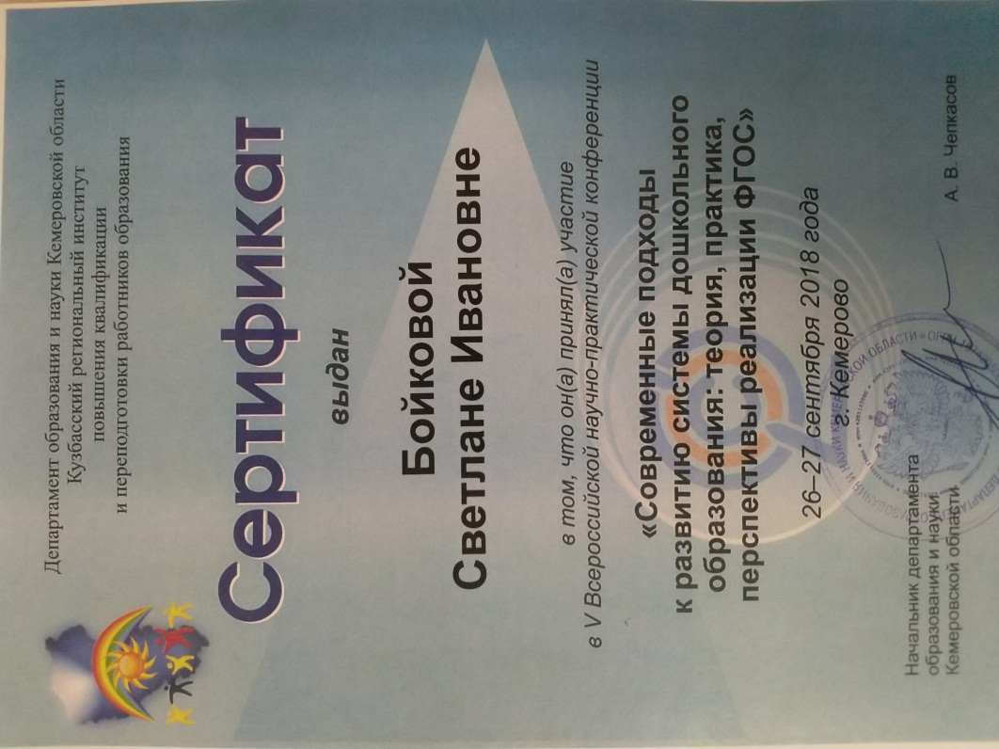 Департамент образования и науки Кемеровской области
Кузбасский региональный институт
повышения квалификации
и переподготовки работников образования
Сертификат
выдан
Бойковой
Светлане Ивановне
в том, что он(а) принял(а) участие
в V Всероссийской научно-практической конференции
«Современные подходы
к развитию системы дошкольного
образования: теория, практика,
перспективы реализации ФГОС»
26–27 сентября 2018 года
г. Кемерово
Начальник департамента
образования и науки
Кемеровской области
А. В. Чепкасов